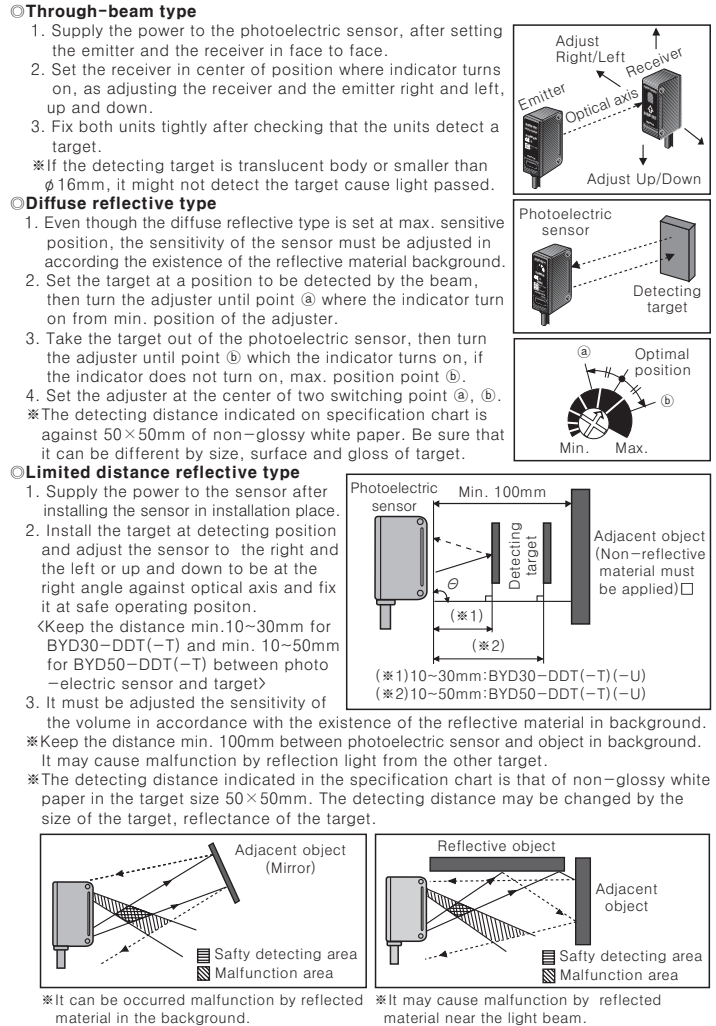 ◎Through-beam type
1. Supply the power to the photoelectric sensor, after setting
the emitter and the receiver in face to face.
2. Set the receiver in center of position where indicator turns
on, as adjusting the receiver and the emitter right and left,
up and down.
3. Fix both units tightly after checking that the units detect a
target.
※If the detecting target is translucent body or smaller than
ø16mm, it might not detect the target cause light passed.
Adjust
Right/Left
Receiver
Emitter
Optical axis
Adjust Up/Down
◎Diffuse reflective type
1. Even though the diffuse reflective type is set at max. sensitive
position, the sensitivity of the sensor must be adjusted in
according the existence of the reflective material background.
2. Set the target at a position to be detected by the beam,
then turn the adjuster until point ⓐ where the indicator turn
on from min. position of the adjuster.
3. Take the target out of the photoelectric sensor, then turn
the adjuster until point ⓑ which the indicator turns on, if
the indicator does not turn on, max. position point ⓑ.
4. Set the adjuster at the center of two switching point ⓐ, ⓑ.
※The detecting distance indicated on specification chart is
against 50×50mm of non-glossy white paper. Be sure that
it can be different by size, surface and gloss of target.
Photoelectric
sensor
Detecting
target
ⓐ
Optimal
position
ⓑ
Min. Max.
◎Limited distance reflective type
1. Supply the power to the sensor after
installing the sensor in installation place.
2. Install the target at detecting position
and adjust the sensor to the right and
the left or up and down to be at the
right angle against optical axis and fix
it at safe operating positon.
<Keep the distance min.10~30mm for
BYD30-DDT(-T) and min. 10~50mm
for BYD50-DDT(-T) between photo
-electric sensor and target>
3. It must be adjusted the sensitivity of
the volume in accordance with the existence of the reflective material in background.
※Keep the distance min. 100mm between photoelectric sensor and object in background.
It may cause malfunction by reflection light from the other target.
※The detecting distance indicated in the specification chart is that of non-glossy white
paper in the target size 50×50mm. The detecting distance may be changed by the
size of the target, reflectance of the target.
Photoelectric
sensor
Min. 100mm
Detecting
target
Adjacent object
(Non-reflective
material must
be applied)□
θ
(※1)
(※2)
(※1)10~30mm:BYD30-DDT(-T)(-U)
(※2)10~50mm:BYD50-DDT(-T)(-U)
Adjacent object
(Mirror)
Safty detecting area
Malfunction area
※It can be occurred malfunction by reflected
material in the background.
Reflective object
Adjacent
object
Safty detecting area
Malfunction area
※It may cause malfunction by reflected
material near the light beam.